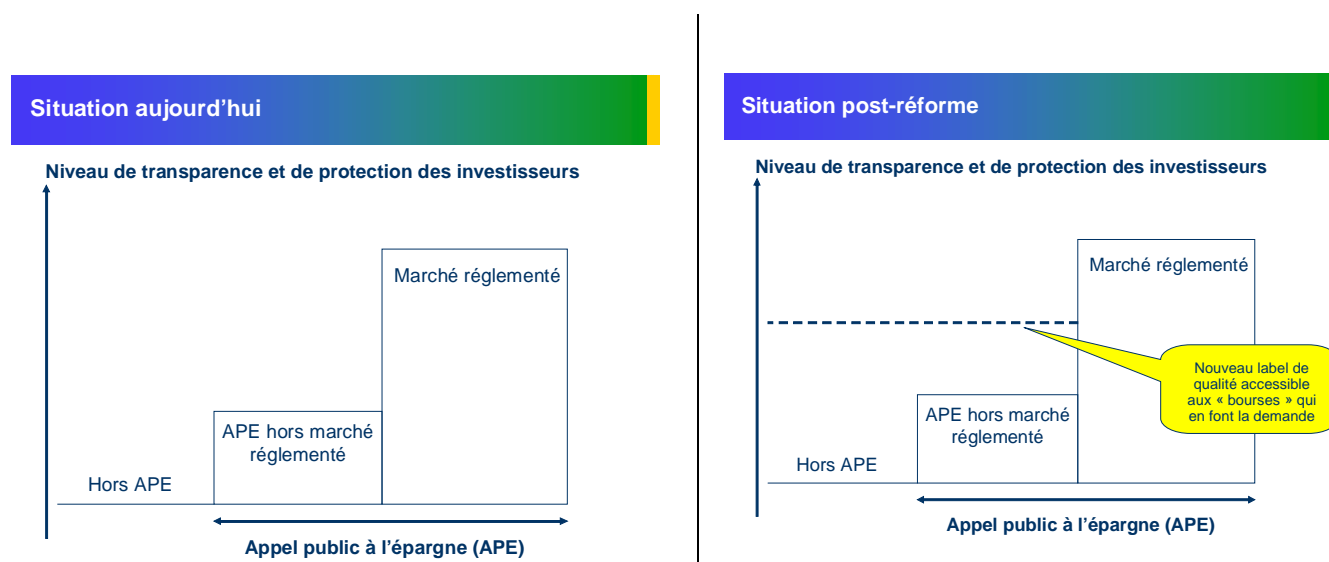 Situation aujourd’hui
Niveau de transparence et de protection des investisseurs
Marché réglementé
APE hors marché
réglementé
Hors APE
Appel public à l’épargne (APE)
Situation post-réforme
Niveau de transparence et de protection des investisseurs
Marché réglementé
Nouveau label de
qualité accessible
aux « bourses » qui
en font la demande
APE hors marché
réglementé
Hors APE
Appel public à l’épargne (APE)